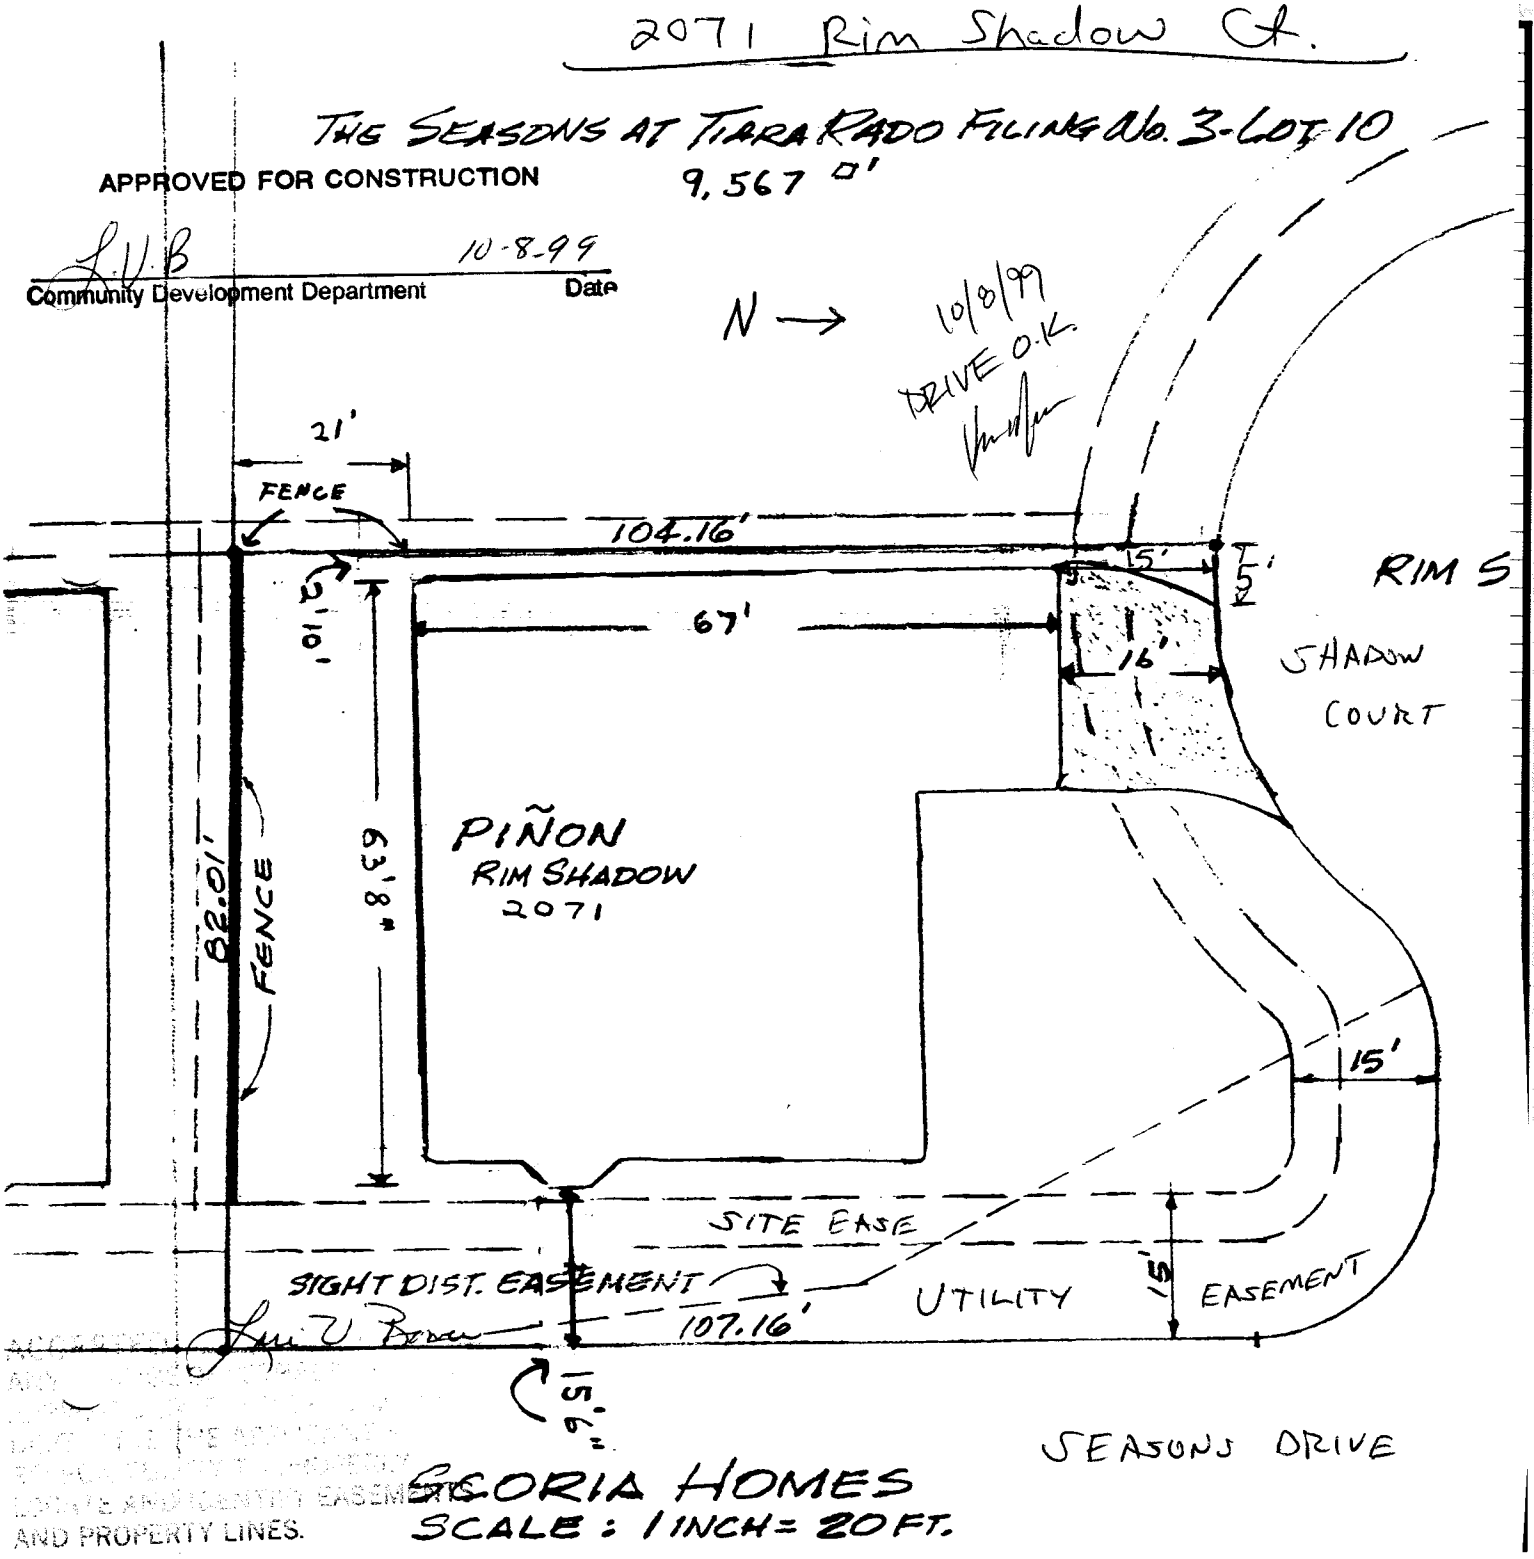 2071 Rim Shadow Ct.
THE SEASONS AT TIARA RADO FILING No. 3-LOT 10
APPROVED FOR CONSTRUCTION
9,567 □'
L.V.B 10-8-99
Community Development Department Date
N
10/8/99
DRIVE O.K.
21'
FENCE
104.16'
15'
5'
RIM S
2'10'
67'
16'
SHADOW
COURT
PIÑON
RIM SHADOW
2071
63'8"
82.01'
FENCE
15'
SITE EASE
SIGHT DIST. EASEMENT
UTILITY
15'
EASEMENT
107.16'
15'6"
SEASONS DRIVE
EASEMENTS
AND PROPERTY LINES.
SCORIA HOMES
SCALE : 1 INCH = 20 FT.